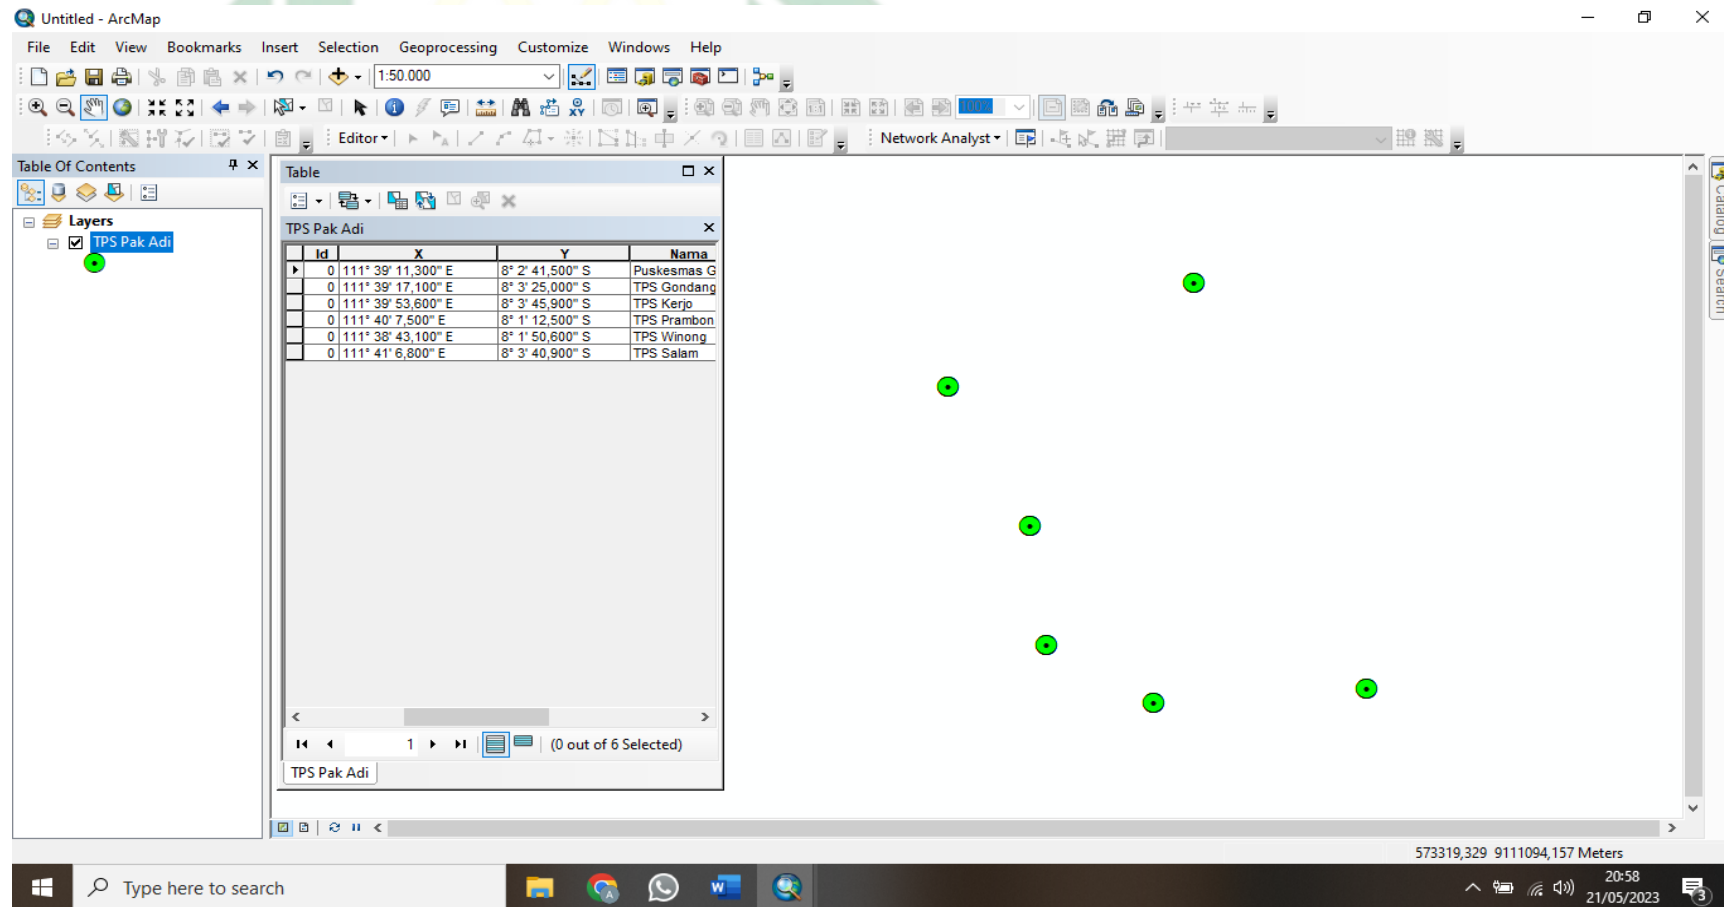 Untitled - ArcMap
File Edit View Bookmarks Insert Selection Geoprocessing Customize Windows Help
1:50.000
100%
Editor
Network Analyst
Table Of Contents
Layers
TPS Pak Adi
Table
TPS Pak Adi
Id X Y Nama
0 111° 39' 11,300" E 8° 2' 41,500" S Puskesmas G
0 111° 39' 17,100" E 8° 3' 25,000" S TPS Gondang
0 111° 39' 53,600" E 8° 3' 45,900" S TPS Kerjo
0 111° 40' 7,500" E 8° 1' 12,500" S TPS Prambon
0 111° 38' 43,100" E 8° 1' 50,600" S TPS Winong
0 111° 41' 6,800" E 8° 3' 40,900" S TPS Salam
1
(0 out of 6 Selected)
TPS Pak Adi
Catalog
Search
573319,329 9111094,157 Meters
Type here to search
20:58
21/05/2023
3